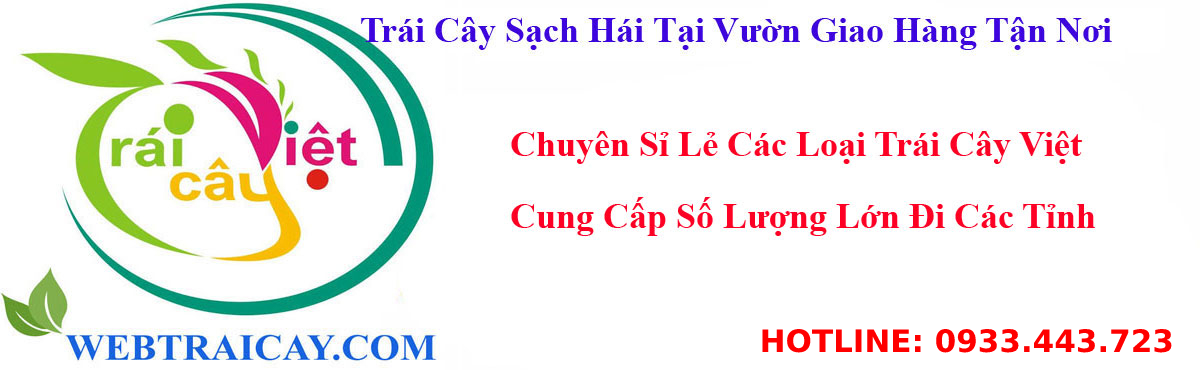 Trái Cây Sạch Hái Tại Vườn Giao Hàng Tận Nơi
trái việt
cây
Chuyên Sỉ Lẻ Các Loại Trái Cây Việt
Cung Cấp Số Lượng Lớn Đi Các Tỉnh
WEBTRAICAY.COM
HOTLINE: 0933.443.723